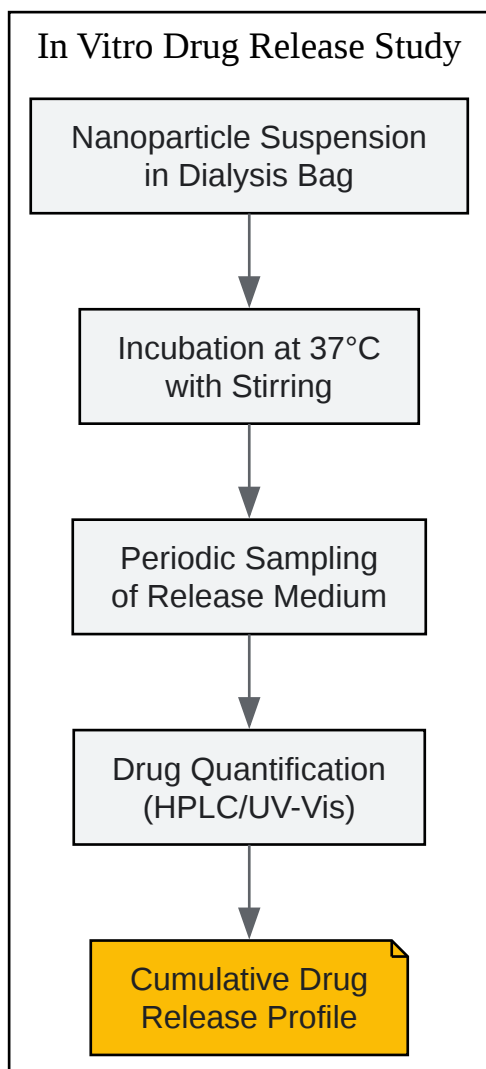 In Vitro Drug Release Study
Nanoparticle Suspension
in Dialysis Bag
Incubation at 37°C
with Stirring
Periodic Sampling
of Release Medium
Drug Quantification
(HPLC/UV-Vis)
Cumulative Drug
Release Profile